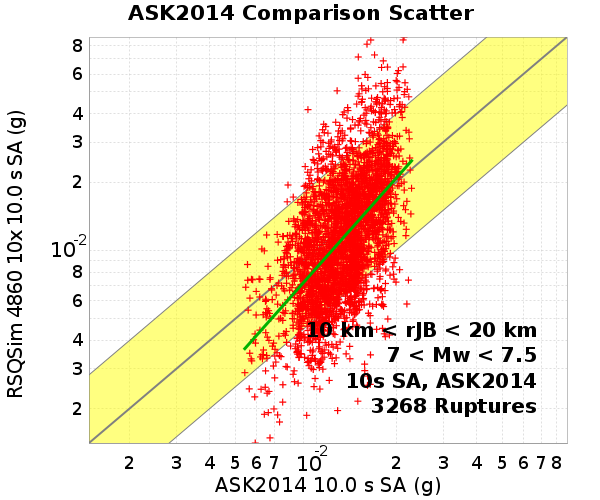 ASK2014 Comparison Scatter
RSQSim 4860 10x 10.0 s SA (g)
8
6
4
3
2
10-2
8
6
4
3
2
10 km < rJB < 20 km
7 < Mw < 7.5
10s SA, ASK2014
3268 Ruptures
2 3 4 5 6 7 10-2 2 3 4 5 6 7 8
ASK2014 10.0 s SA (g)